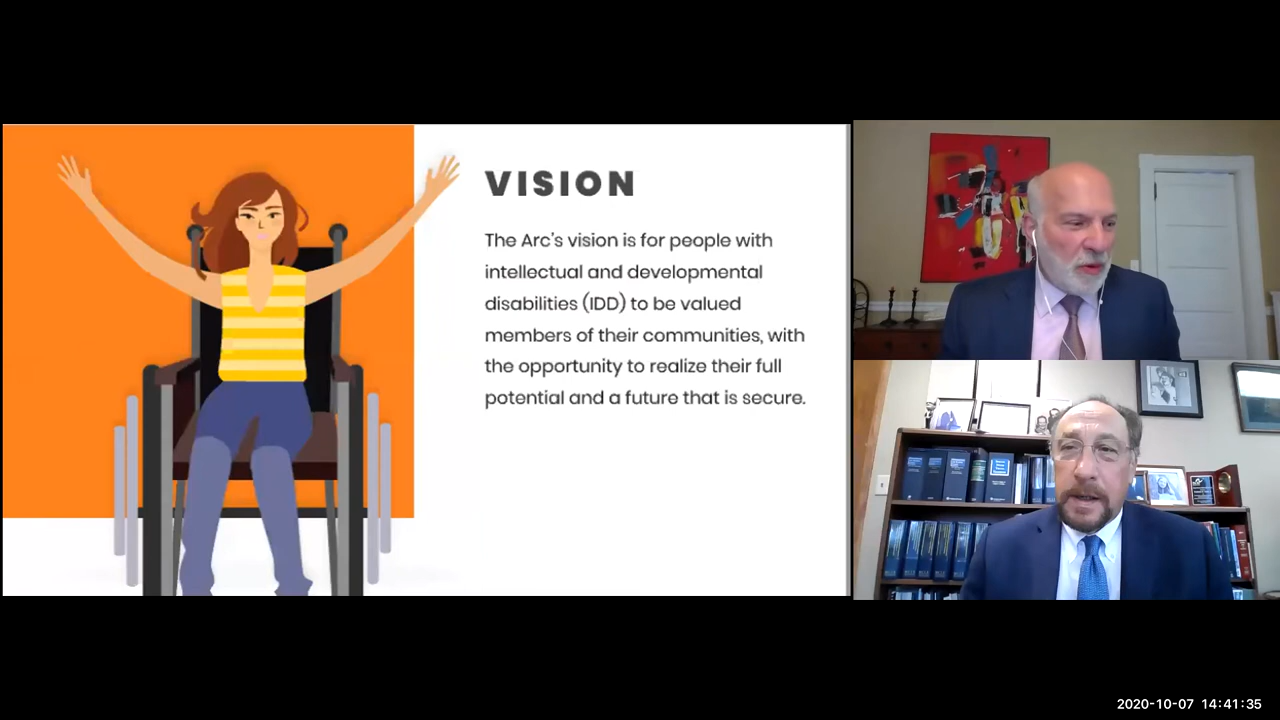 VISION
The Arc's vision is for people with
intellectual and developmental
disabilities (IDD) to be valued
members of their communities, with
the opportunity to realize their full
potential and a future that is secure.
2020-10-07 14:41:35